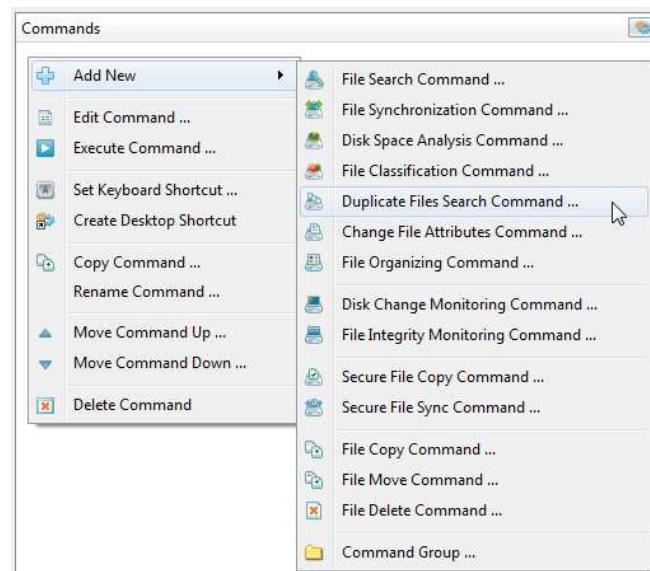 Commands
Add New
Edit Command ...
Execute Command ...
Set Keyboard Shortcut ...
Create Desktop Shortcut
Copy Command ...
Rename Command ...
Move Command Up ...
Move Command Down ...
Delete Command
File Search Command ...
File Synchronization Command ...
Disk Space Analysis Command ...
File Classification Command ...
Duplicate Files Search Command ...
Change File Attributes Command ...
File Organizing Command ...
Disk Change Monitoring Command ...
File Integrity Monitoring Command ...
Secure File Copy Command ...
Secure File Sync Command ...
File Copy Command ...
File Move Command ...
File Delete Command ...
Command Group ...